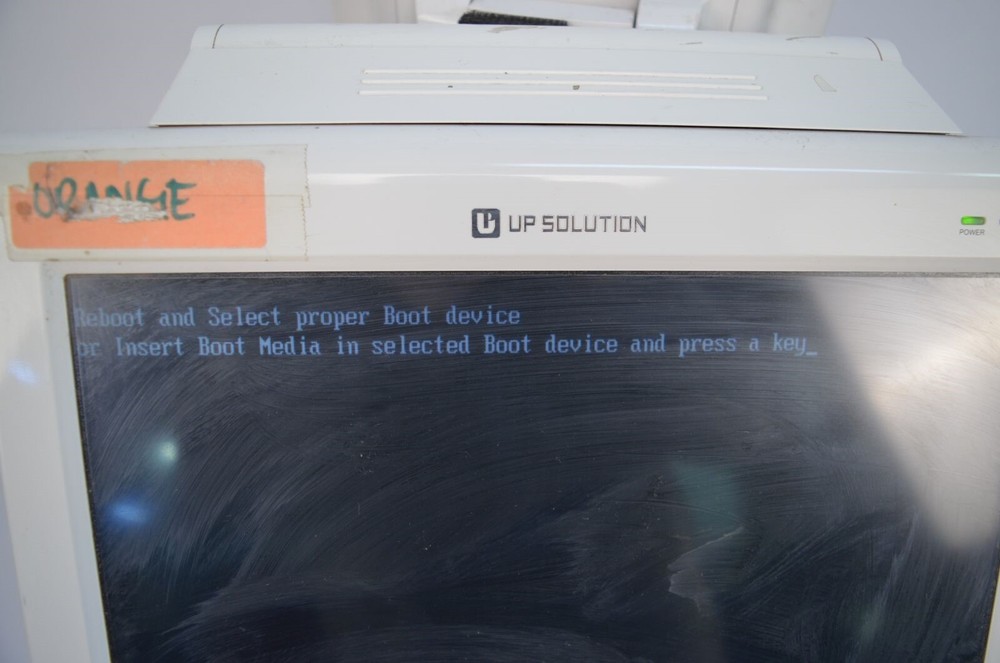 ORANGE
UP SOLUTION
POWER
Reboot and Select proper Boot device
or Insert Boot Media in selected Boot device and press a key_